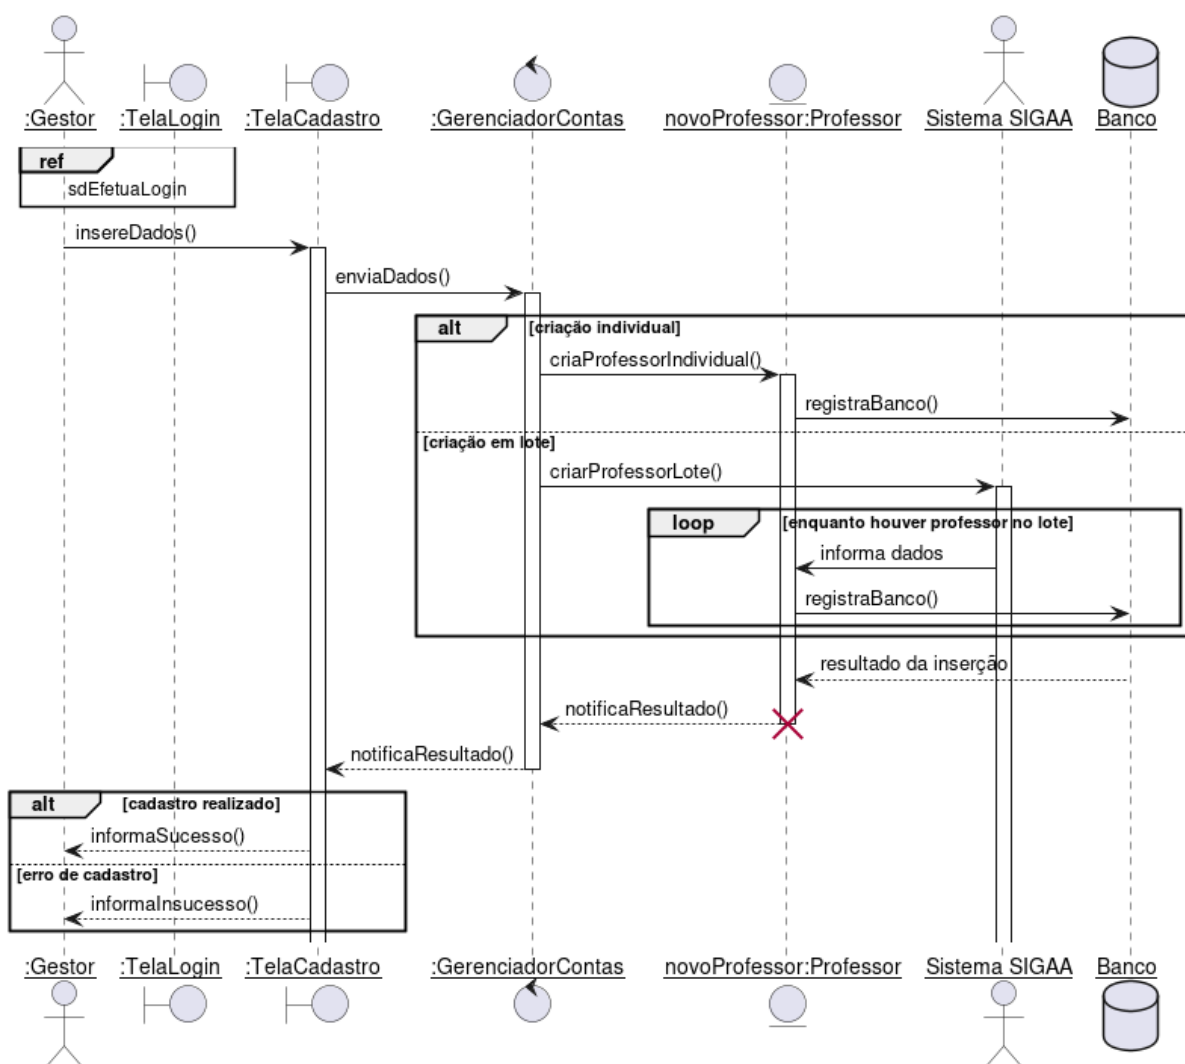 :Gestor :TelaLogin :TelaCadastro :GerenciadorContas novoProfessor:Professor Sistema SIGAA Banco
ref
sdEfetuaLogin
insereDados()
enviaDados()
alt [criação individual]
criaProfessorIndividual()
registraBanco()
[criação em lote]
criarProfessorLote()
loop [enquanto houver professor no lote]
informa dados
registraBanco()
resultado da inserção
notificaResultado()
notificaResultado()
alt [cadastro realizado]
informaSucesso()
[erro de cadastro]
informaInsucesso()
:Gestor :TelaLogin :TelaCadastro :GerenciadorContas novoProfessor:Professor Sistema SIGAA Banco